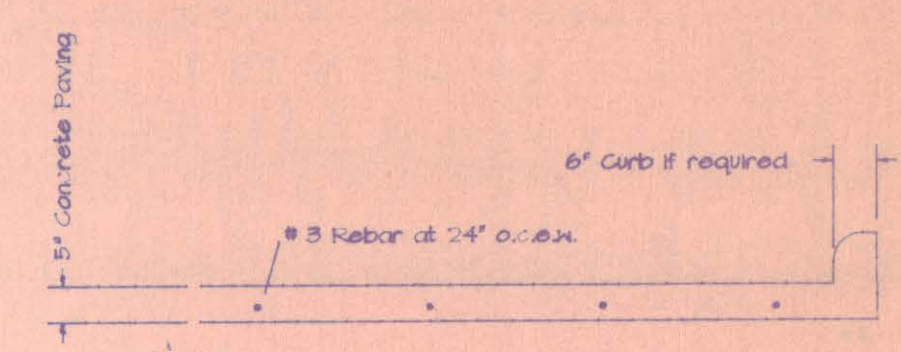 5" Concrete Paving
6" Curb if required
# 3 Rebar at 24" o.c.e.w.